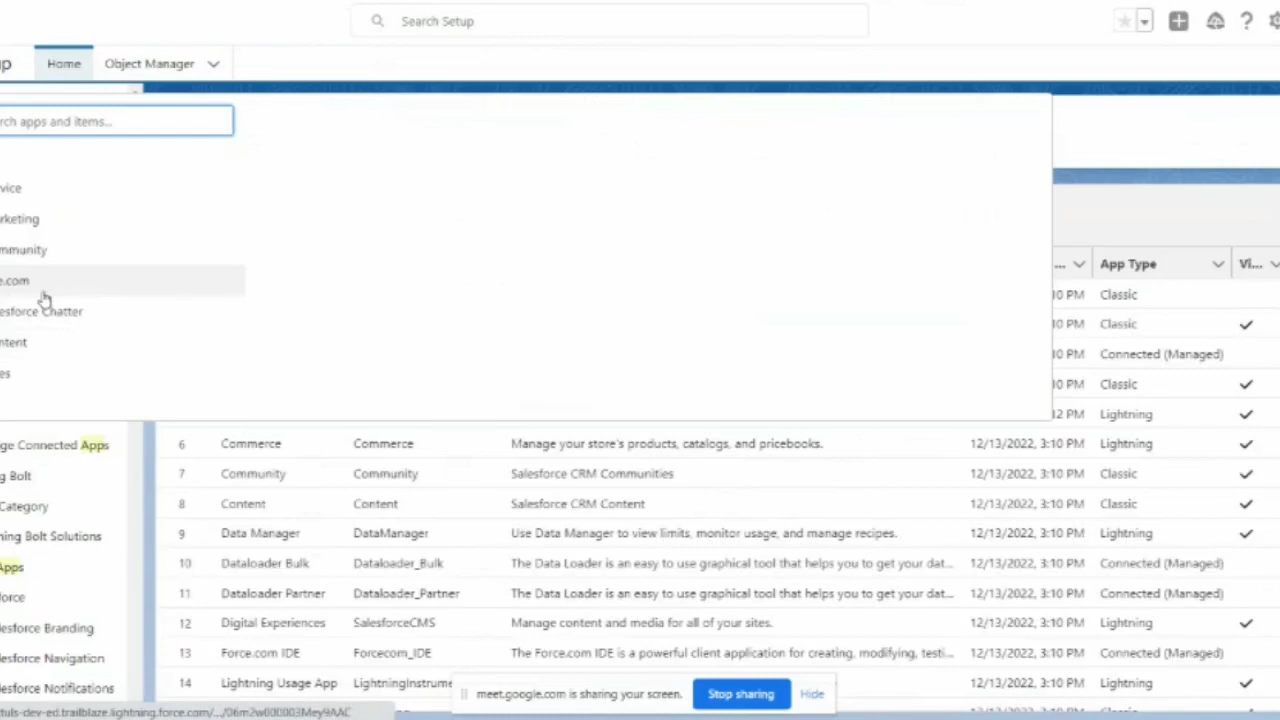 Search Setup
up
Home
Object Manager
rch apps and items...
vice
rketing
mmunity
e.com
esforce Chatter
ntent
es
... App Type Vi...
10 PM Classic
10 PM Classic
10 PM Connected (Managed)
10 PM Classic
12 PM Lightning
ge Connected Apps
g Bolt
Category
ning Bolt Solutions
Apps
force
esforce Branding
esforce Navigation
esforce Notifications
6 Commerce Commerce Manage your store's products, catalogs, and pricebooks. 12/13/2022, 3:10 PM Lightning
7 Community Community Salesforce CRM Communities 12/13/2022, 3:10 PM Classic
8 Content Content Salesforce CRM Content 12/13/2022, 3:10 PM Classic
9 Data Manager DataManager Use Data Manager to view limits, monitor usage, and manage recipes. 12/13/2022, 3:10 PM Lightning
10 Dataloader Bulk Dataloader_Bulk The Data Loader is an easy to use graphical tool that helps you to get your dat... 12/13/2022, 3:10 PM Connected (Managed)
11 Dataloader Partner Dataloader_Partner The Data Loader is an easy to use graphical tool that helps you to get your dat... 12/13/2022, 3:10 PM Connected (Managed)
12 Digital Experiences SalesforceCMS Manage content and media for all of your sites. 12/13/2022, 3:10 PM Lightning
13 Force.com IDE Forcecom_IDE The Force.com IDE is a powerful client application for creating, modifying, testi... 12/13/2022, 3:10 PM Connected (Managed)
14 Lightning Usage App LightningInstrume 12/13/2022, 3:10 PM Lightning
meet.google.com is sharing your screen. Stop sharing Hide
tuls-dev-ed.trailblaze.lightning.force.com/.../06m2w000003Mey9AAC